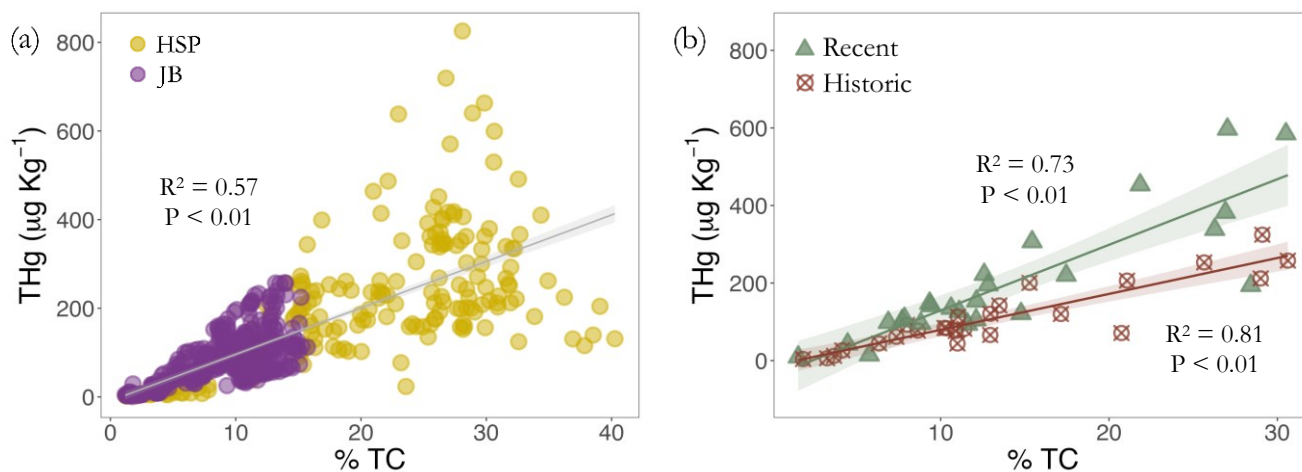 (a)
HSP
JB
R² = 0.57
P < 0.01
THg (µg Kg⁻¹)
800
600
400
200
0
0
10
20
30
40
% TC
(b)
Recent
Historic
R² = 0.73
P < 0.01
R² = 0.81
P < 0.01
THg (µg Kg⁻¹)
800
600
400
200
0
10
20
30
% TC